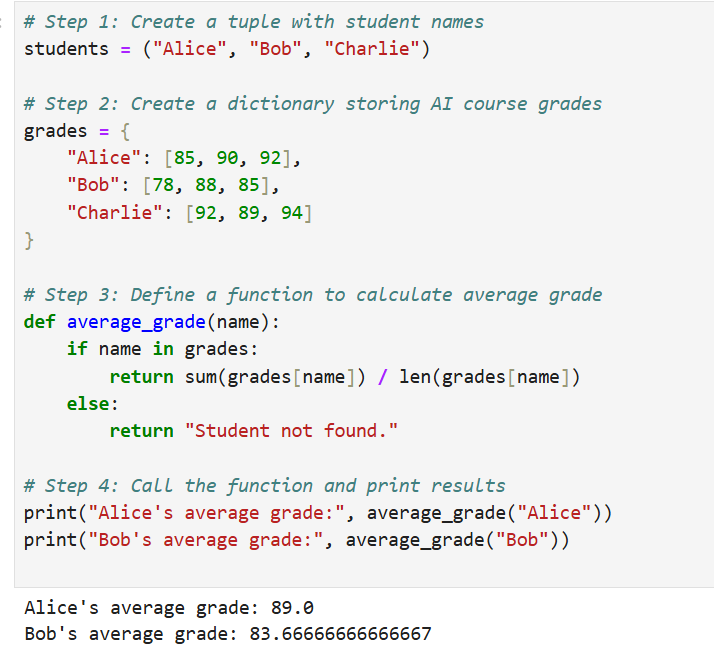 # Step 1: Create a tuple with student names
students = ("Alice", "Bob", "Charlie")

# Step 2: Create a dictionary storing AI course grades
grades = {
    "Alice": [85, 90, 92],
    "Bob": [78, 88, 85],
    "Charlie": [92, 89, 94]
}

# Step 3: Define a function to calculate average grade
def average_grade(name):
    if name in grades:
        return sum(grades[name]) / len(grades[name])
    else:
        return "Student not found."

# Step 4: Call the function and print results
print("Alice's average grade:", average_grade("Alice"))
print("Bob's average grade:", average_grade("Bob"))

Alice's average grade: 89.0
Bob's average grade: 83.66666666666667